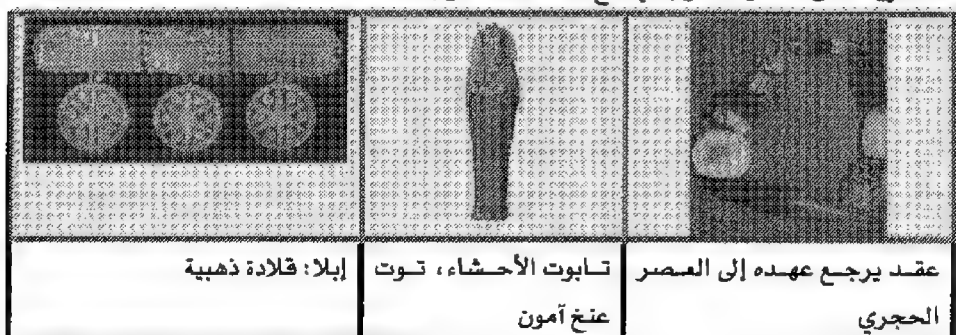 عقد يرجع عهده إلى العصر
الحجري
تابوت الأحشاء، توت
عنخ آمون
إبلا: قلادة ذهبية